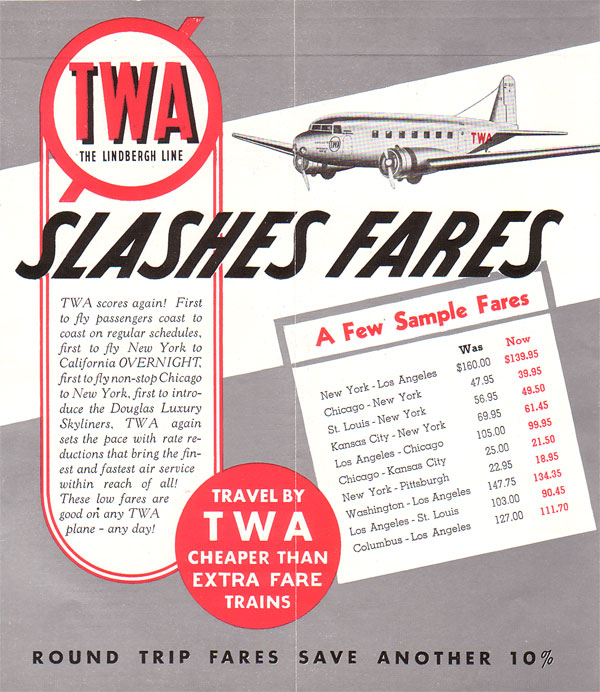 TWA
THE LINDBERGH LINE
TWA
TWA
SLASHES FARES
TWA scores again! First
to fly passengers coast to
coast on regular schedules,
first to fly New York to
California OVERNIGHT,
first to fly non-stop Chicago
to New York, first to intro-
duce the Douglas Luxury
Skyliners, TWA again
sets the pace with rate re-
ductions that bring the fin-
est and fastest air service
within reach of all!
These low fares are
good on any TWA
plane - any day!
A Few Sample Fares
Was Now
New York - Los Angeles $160.00 $139.95
Chicago - New York 47.95 39.95
St. Louis - New York 56.95 49.50
Kansas City - New York 69.95 61.45
Los Angeles - Chicago 105.00 99.95
Chicago - Kansas City 25.00 21.50
New York - Pittsburgh 22.95 18.95
Washington - Los Angeles 147.75 134.35
Los Angeles - St. Louis 103.00 90.45
Columbus - Los Angeles 127.00 111.70
TRAVEL BY
TWA
CHEAPER THAN
EXTRA FARE
TRAINS
ROUND TRIP FARES SAVE ANOTHER 10%